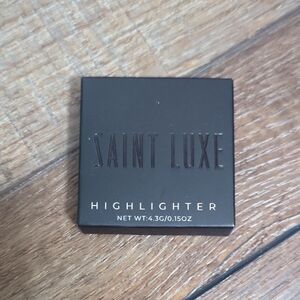 SAINT LUXE
HIGHLIGHTER
NET WT:4.3G/0.15OZ